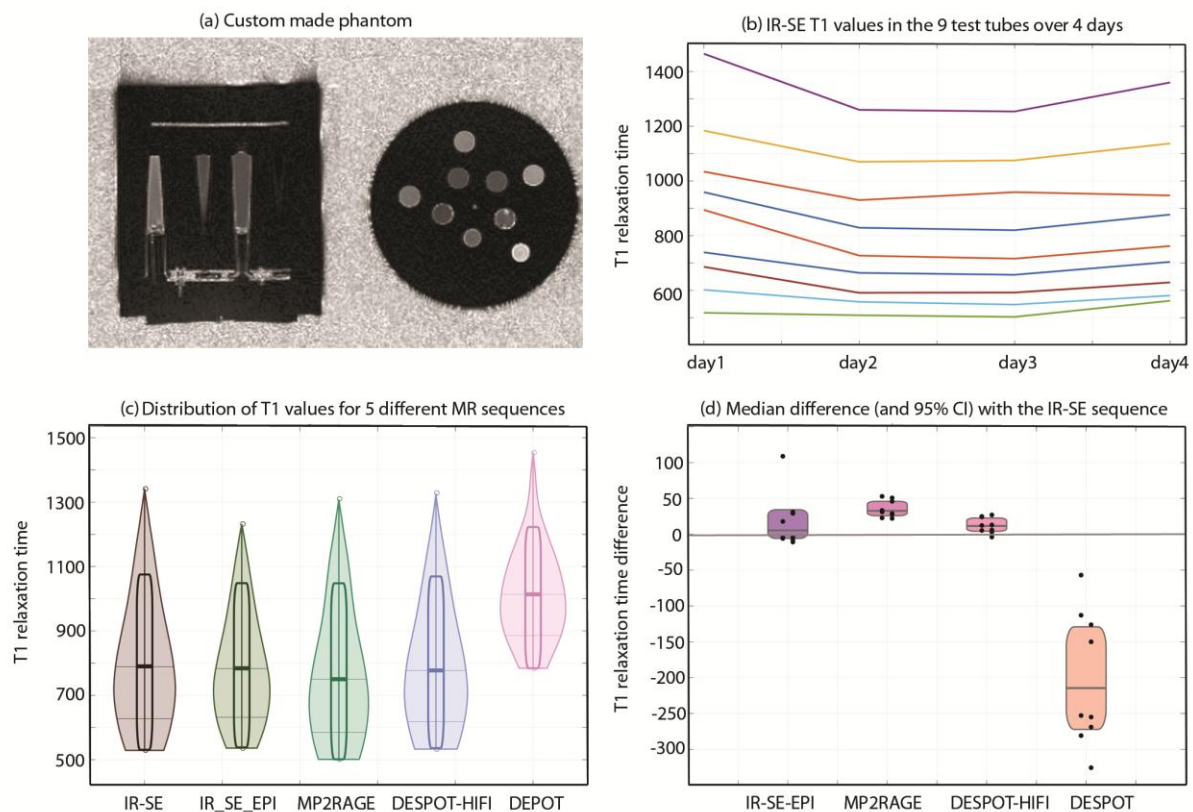 (a) Custom made phantom
(b) IR-SE T1 values in the 9 test tubes over 4 days
T1 relaxation time
1400
1200
1000
800
600
day1 day2 day3 day4
(c) Distribution of T1 values for 5 different MR sequences
T1 relaxation time
1500
1300
1100
900
700
500
IR-SE IR_SE_EPI MP2RAGE DESPOT-HIFI DEPOT
(d) Median difference (and 95% CI) with the IR-SE sequence
T1 relaxation time difference
100
50
0
-50
-100
-150
-200
-250
-300
IR-SE-EPI MP2RAGE DESPOT-HIFI DESPOT